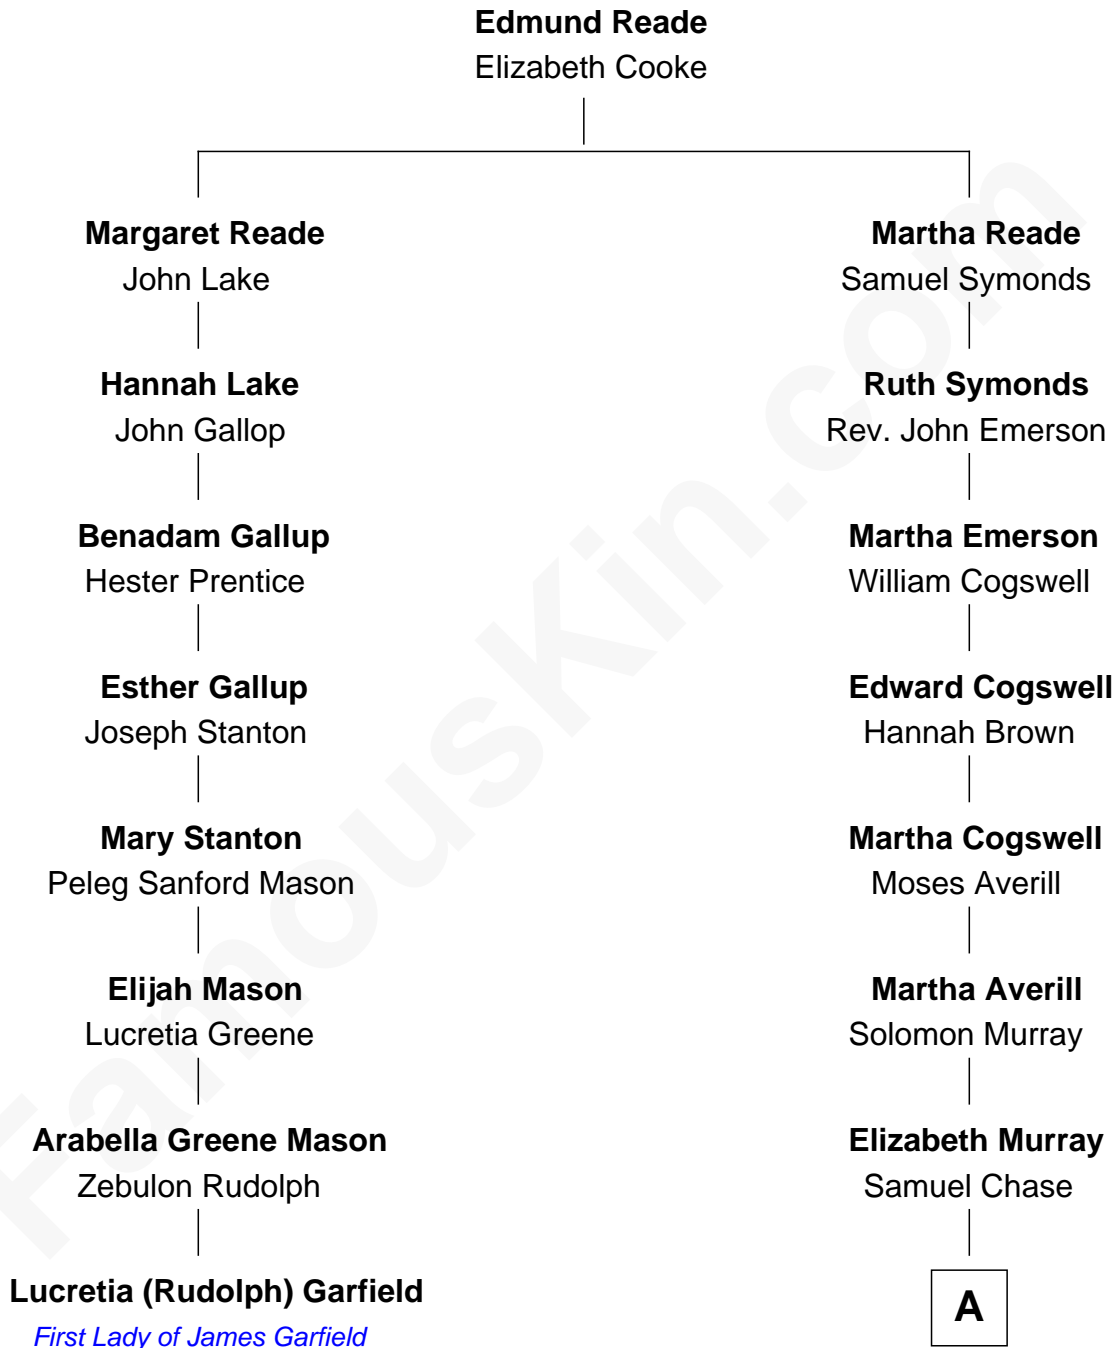 Edmund Reade
Elizabeth Cooke
Margaret Reade
John Lake
Martha Reade
Samuel Symonds
Hannah Lake
John Gallop
Ruth Symonds
Rev. John Emerson
Benadam Gallup
Hester Prentice
Martha Emerson
William Cogswell
Esther Gallup
Joseph Stanton
Edward Cogswell
Hannah Brown
Mary Stanton
Peleg Sanford Mason
Martha Cogswell
Moses Averill
Elijah Mason
Lucretia Greene
Martha Averill
Solomon Murray
Arabella Greene Mason
Zebulon Rudolph
Elizabeth Murray
Samuel Chase
Lucretia (Rudolph) Garfield
First Lady of James Garfield
A
FamousKin.com